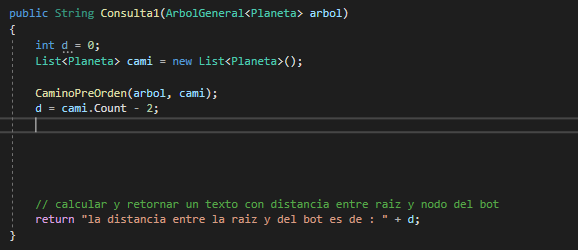 public String Consulta1(ArbolGeneral<Planeta> arbol)
{
int d = 0;
List<Planeta> cami = new List<Planeta>();
CaminoPreOrden(arbol, cami);
d = cami.Count - 2;
// calcular y retornar un texto con distancia entre raiz y nodo del bot
return "la distancia entre la raiz y del bot es de : " + d;
}